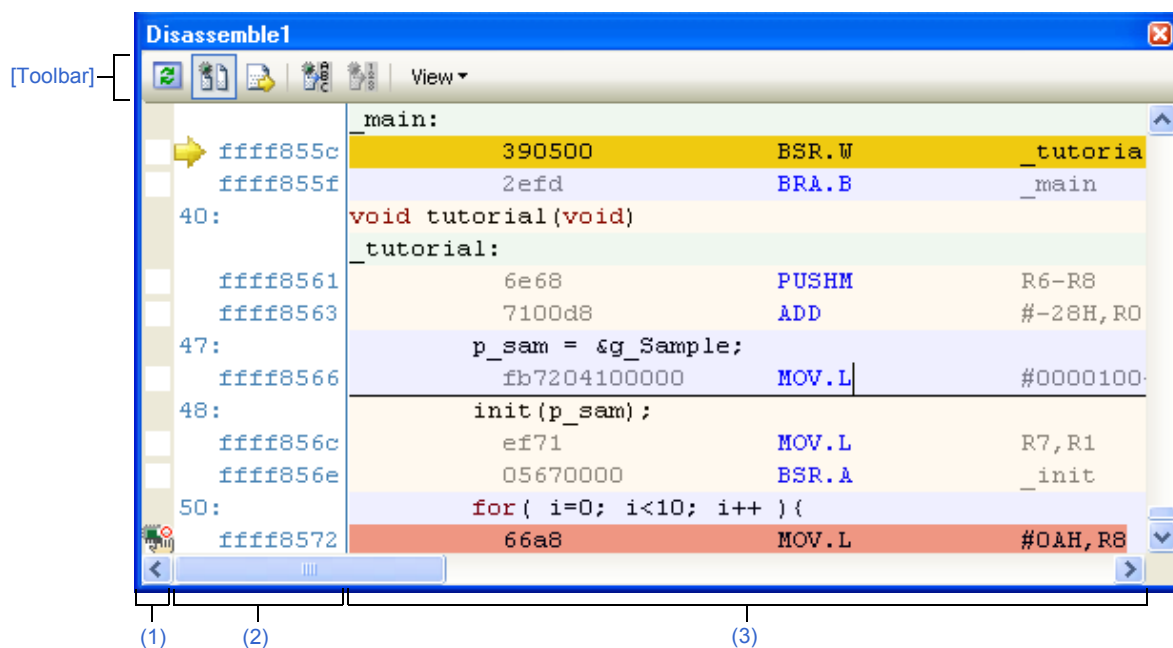 Disassemble1
[Toolbar]
View
_main:
ffff855c 390500 BSR.W _tutoria
ffff855f 2efd BRA.B _main
40: void tutorial(void)
_tutorial:
ffff8561 6e68 PUSHM R6-R8
ffff8563 7100d8 ADD #-28H,R0
47: p_sam = &g_Sample;
ffff8566 fb7204100000 MOV.L #0000100
48: init(p_sam);
ffff856c ef71 MOV.L R7,R1
ffff856e 05670000 BSR.A _init
50: for( i=0; i<10; i++ ){
ffff8572 66a8 MOV.L #0AH,R8
(1) (2) (3)